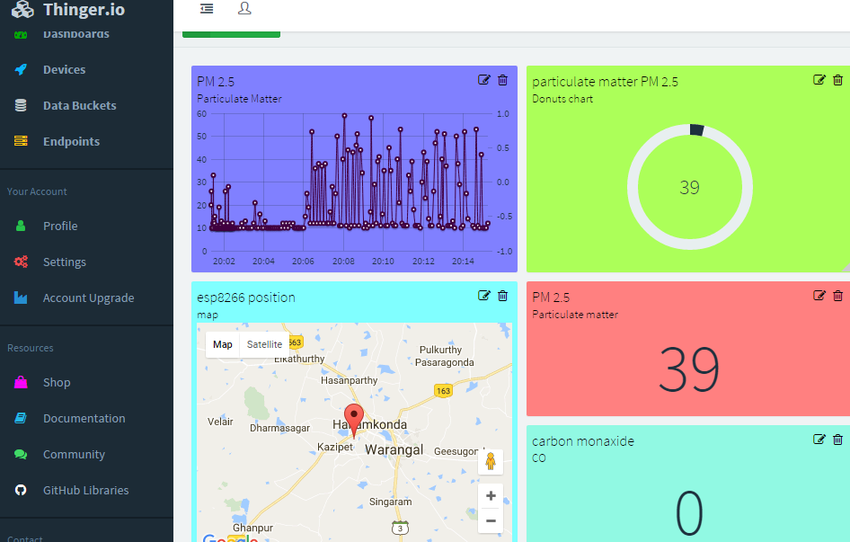 Thinger.io
Dashboards
Devices
Data Buckets
Endpoints
Your Account
Profile
Settings
Account Upgrade
Resources
Shop
Documentation
Community
GitHub Libraries
Contact
PM 2.5
Particulate Matter
60
50
40
30
20
10
0
1.0
0.5
0.0
-0.5
-1.0
20:02
20:04
20:06
20:08
20:10
20:12
20:14
particulate matter PM 2.5
Donuts chart
39
esp8266 position
map
Map
Satellite
563
Elkathurthy
Pulkurthy
Pasaragonda
Hasanparthy
163
Velair
Dharmasagar
Hanamkonda
Kazipet
Warangal
Geesugon
Singaram
3
Ghanpur
Google
PM 2.5
Particulate matter
39
carbon monaxide
CO
0